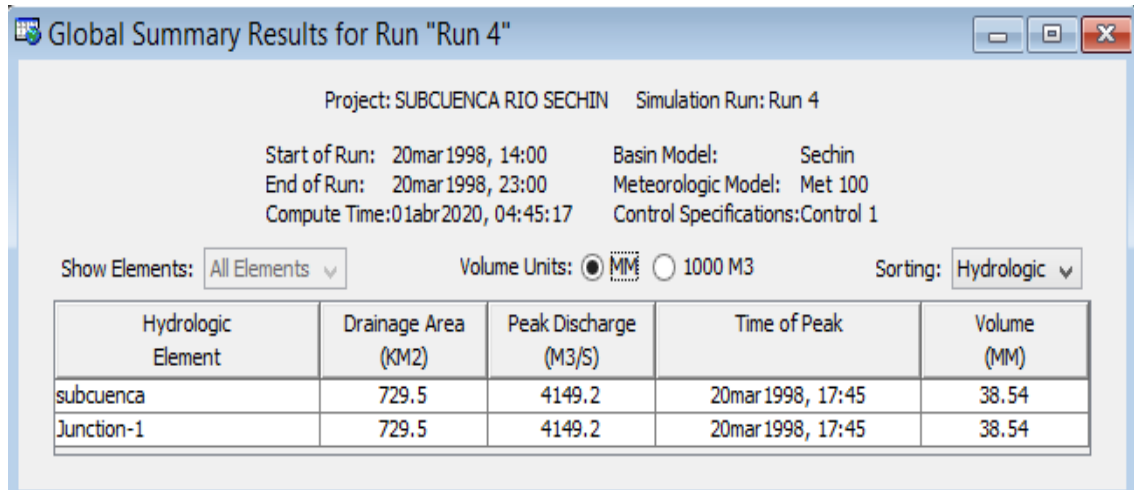 Global Summary Results for Run "Run 4"
Project: SUBCUENCA RIO SECHIN Simulation Run: Run 4
Start of Run: 20mar1998, 14:00 Basin Model: Sechin
End of Run: 20mar1998, 23:00 Meteorologic Model: Met 100
Compute Time:01abr2020, 04:45:17 Control Specifications:Control 1
Show Elements: All Elements Volume Units: MM 1000 M3 Sorting: Hydrologic
Hydrologic Drainage Area Peak Discharge Time of Peak Volume
Element (KM2) (M3/S) (MM)
subcuenca 729.5 4149.2 20mar1998, 17:45 38.54
Junction-1 729.5 4149.2 20mar1998, 17:45 38.54